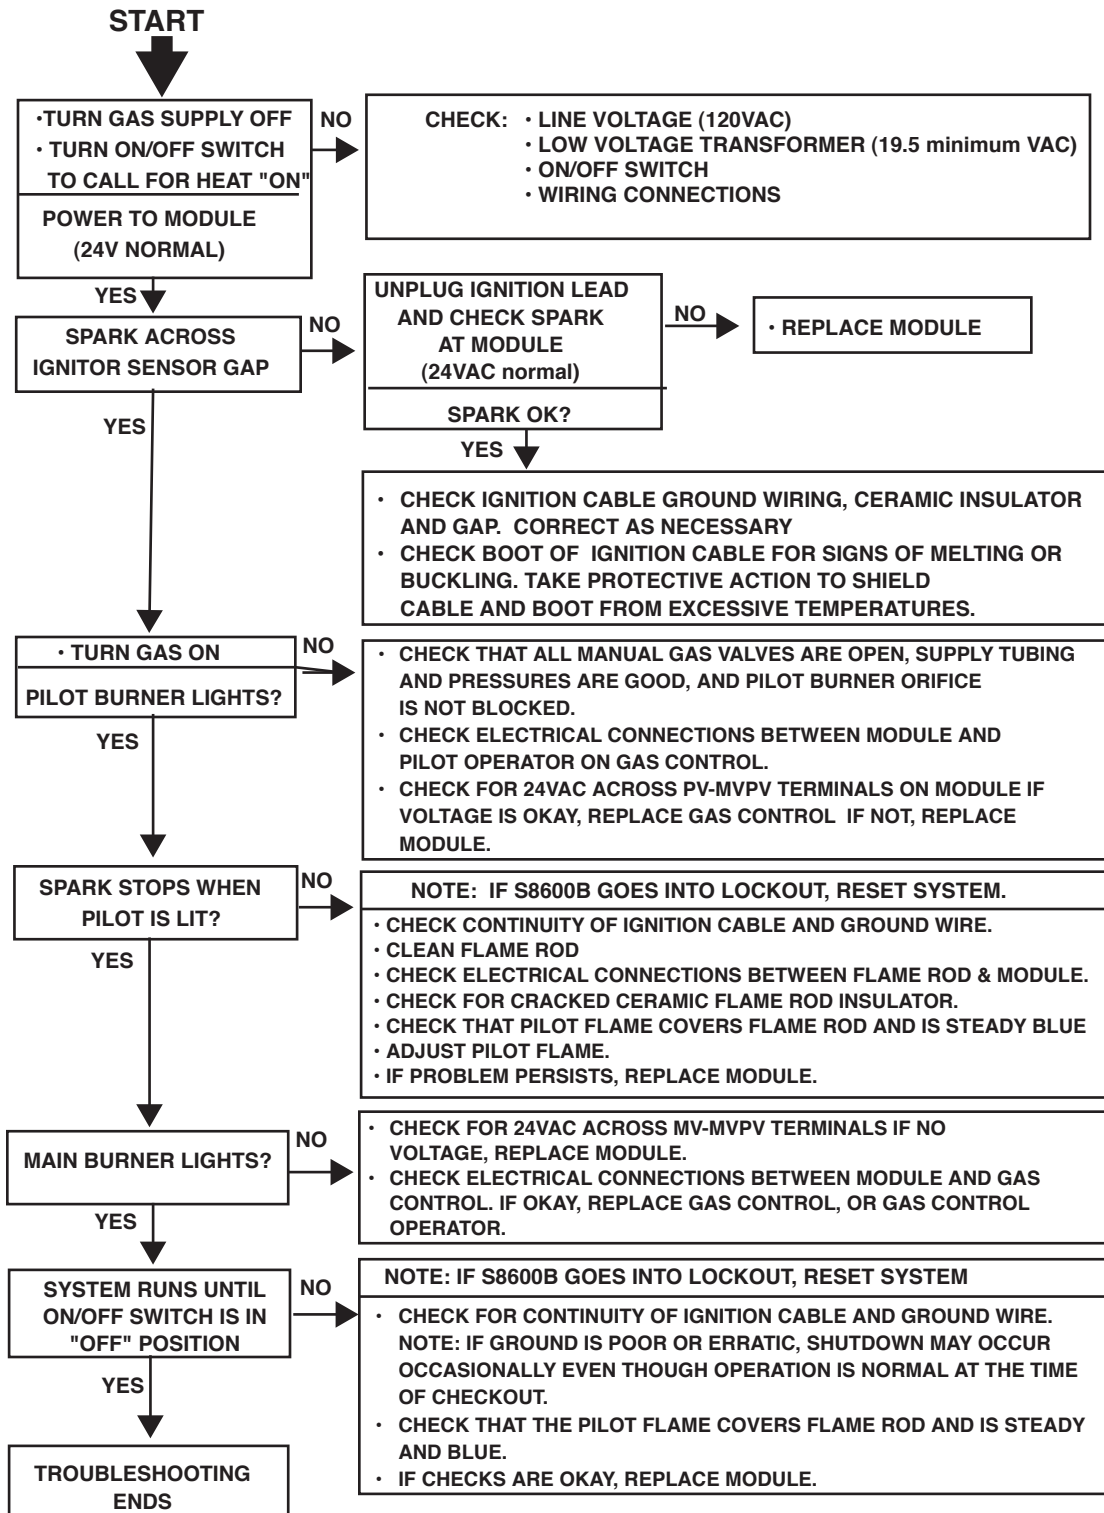 START
·TURN GAS SUPPLY OFF
· TURN ON/OFF SWITCH
TO CALL FOR HEAT "ON"
POWER TO MODULE
(24V NORMAL)
NO
CHECK: · LINE VOLTAGE (120VAC)
· LOW VOLTAGE TRANSFORMER (19.5 minimum VAC)
· ON/OFF SWITCH
· WIRING CONNECTIONS
YES
SPARK ACROSS
IGNITOR SENSOR GAP
NO
UNPLUG IGNITION LEAD
AND CHECK SPARK
AT MODULE
(24VAC normal)
SPARK OK?
NO
· REPLACE MODULE
YES
YES
· CHECK IGNITION CABLE GROUND WIRING, CERAMIC INSULATOR
AND GAP. CORRECT AS NECESSARY
· CHECK BOOT OF IGNITION CABLE FOR SIGNS OF MELTING OR
BUCKLING. TAKE PROTECTIVE ACTION TO SHIELD
CABLE AND BOOT FROM EXCESSIVE TEMPERATURES.
· TURN GAS ON
PILOT BURNER LIGHTS?
NO
· CHECK THAT ALL MANUAL GAS VALVES ARE OPEN, SUPPLY TUBING
AND PRESSURES ARE GOOD, AND PILOT BURNER ORIFICE
IS NOT BLOCKED.
· CHECK ELECTRICAL CONNECTIONS BETWEEN MODULE AND
PILOT OPERATOR ON GAS CONTROL.
· CHECK FOR 24VAC ACROSS PV-MVPV TERMINALS ON MODULE IF
VOLTAGE IS OKAY, REPLACE GAS CONTROL IF NOT, REPLACE
MODULE.
YES
SPARK STOPS WHEN
PILOT IS LIT?
NO
NOTE: IF S8600B GOES INTO LOCKOUT, RESET SYSTEM.
· CHECK CONTINUITY OF IGNITION CABLE AND GROUND WIRE.
· CLEAN FLAME ROD
· CHECK ELECTRICAL CONNECTIONS BETWEEN FLAME ROD & MODULE.
· CHECK FOR CRACKED CERAMIC FLAME ROD INSULATOR.
· CHECK THAT PILOT FLAME COVERS FLAME ROD AND IS STEADY BLUE
· ADJUST PILOT FLAME.
· IF PROBLEM PERSISTS, REPLACE MODULE.
YES
MAIN BURNER LIGHTS?
NO
· CHECK FOR 24VAC ACROSS MV-MVPV TERMINALS IF NO
VOLTAGE, REPLACE MODULE.
· CHECK ELECTRICAL CONNECTIONS BETWEEN MODULE AND GAS
CONTROL. IF OKAY, REPLACE GAS CONTROL, OR GAS CONTROL
OPERATOR.
YES
SYSTEM RUNS UNTIL
ON/OFF SWITCH IS IN
"OFF" POSITION
NO
NOTE: IF S8600B GOES INTO LOCKOUT, RESET SYSTEM
· CHECK FOR CONTINUITY OF IGNITION CABLE AND GROUND WIRE.
NOTE: IF GROUND IS POOR OR ERRATIC, SHUTDOWN MAY OCCUR
OCCASIONALLY EVEN THOUGH OPERATION IS NORMAL AT THE TIME
OF CHECKOUT.
· CHECK THAT THE PILOT FLAME COVERS FLAME ROD AND IS STEADY
AND BLUE.
· IF CHECKS ARE OKAY, REPLACE MODULE.
YES
TROUBLESHOOTING
ENDS